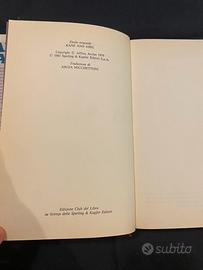 Titolo originale
KANE AND ABEL
Copyright © Jeffrey Archer 1979
© 1981 Sperling & Kupfer Editori S.p.A.
Traduzione di
ARGIA MICCHETTONI
Edizione Club del Libro
su licenza della Sperling & Kupfer Editori
subito